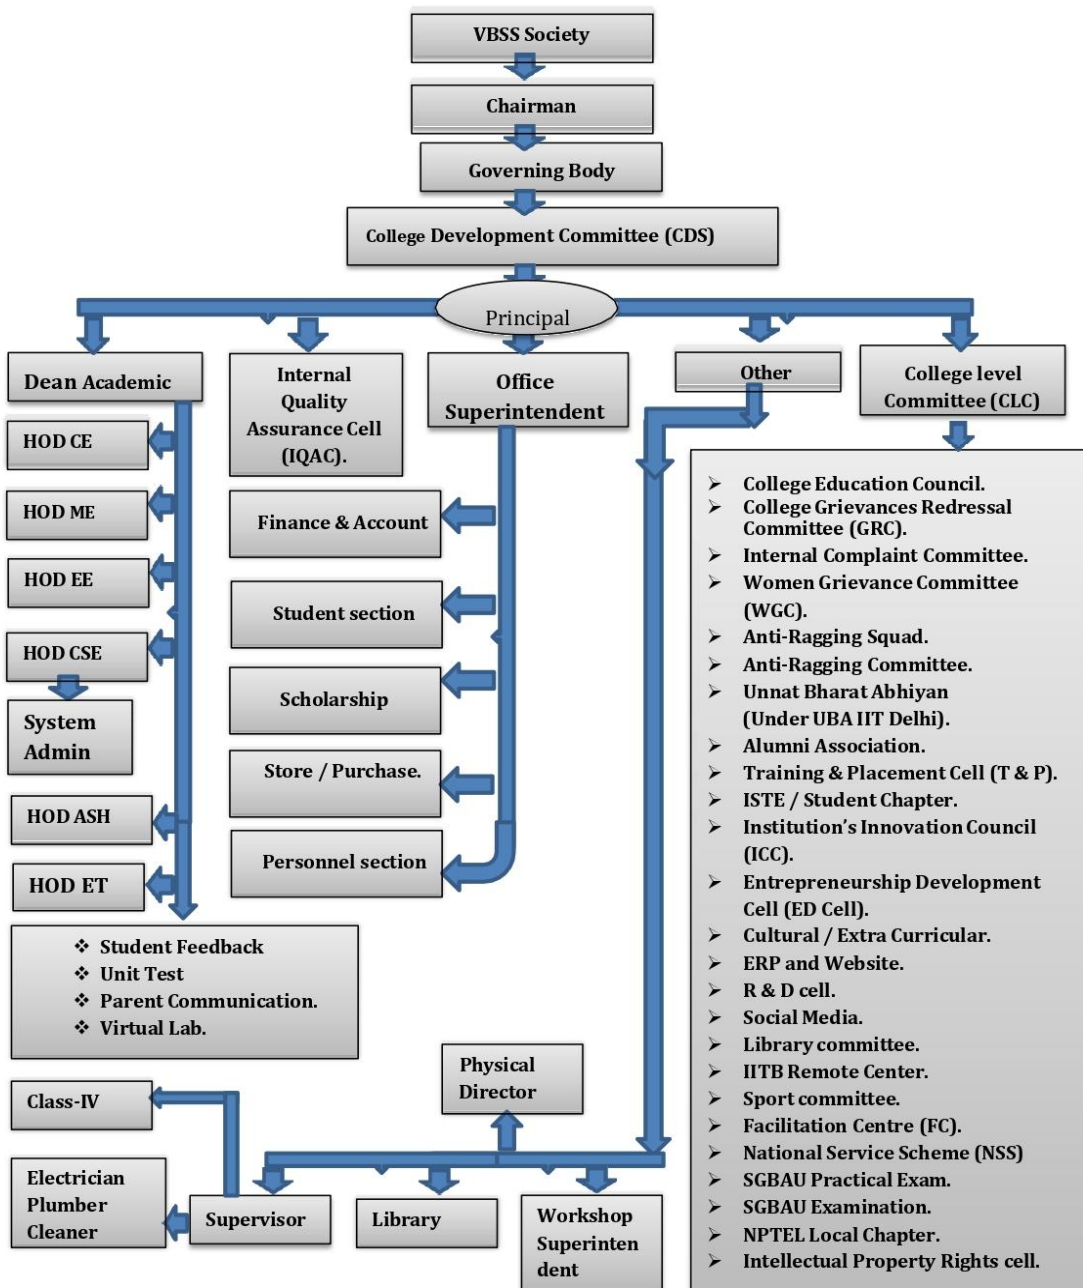 VBSS Society
Chairman
Governing Body
College Development Committee (CDS)
Principal
Dean Academic
HOD CE
HOD ME
HOD EE
HOD CSE
System
Admin
HOD ASH
HOD ET
❖ Student Feedback
❖ Unit Test
❖ Parent Communication.
❖ Virtual Lab.
Internal
Quality
Assurance Cell
(IQAC).
Office
Superintendent
Finance & Account
Student section
Scholarship
Store / Purchase.
Personnel section
Other
College level
Committee (CLC)
➢ College Education Council.
➢ College Grievances Redressal
Committee (GRC).
➢ Internal Complaint Committee.
➢ Women Grievance Committee
(WGC).
➢ Anti-Ragging Squad.
➢ Anti-Ragging Committee.
➢ Unnat Bharat Abhiyan
(Under UBA IIT Delhi).
➢ Alumni Association.
➢ Training & Placement Cell (T & P).
➢ ISTE / Student Chapter.
➢ Institution's Innovation Council
(ICC).
➢ Entrepreneurship Development
Cell (ED Cell).
➢ Cultural / Extra Curricular.
➢ ERP and Website.
➢ R & D cell.
➢ Social Media.
➢ Library committee.
➢ IITB Remote Center.
➢ Sport committee.
➢ Facilitation Centre (FC).
➢ National Service Scheme (NSS)
➢ SGBAU Practical Exam.
➢ SGBAU Examination.
➢ NPTEL Local Chapter.
➢ Intellectual Property Rights cell.
Physical
Director
Class-IV
Electrician
Plumber
Cleaner
Supervisor
Library
Workshop
Superinten
dent